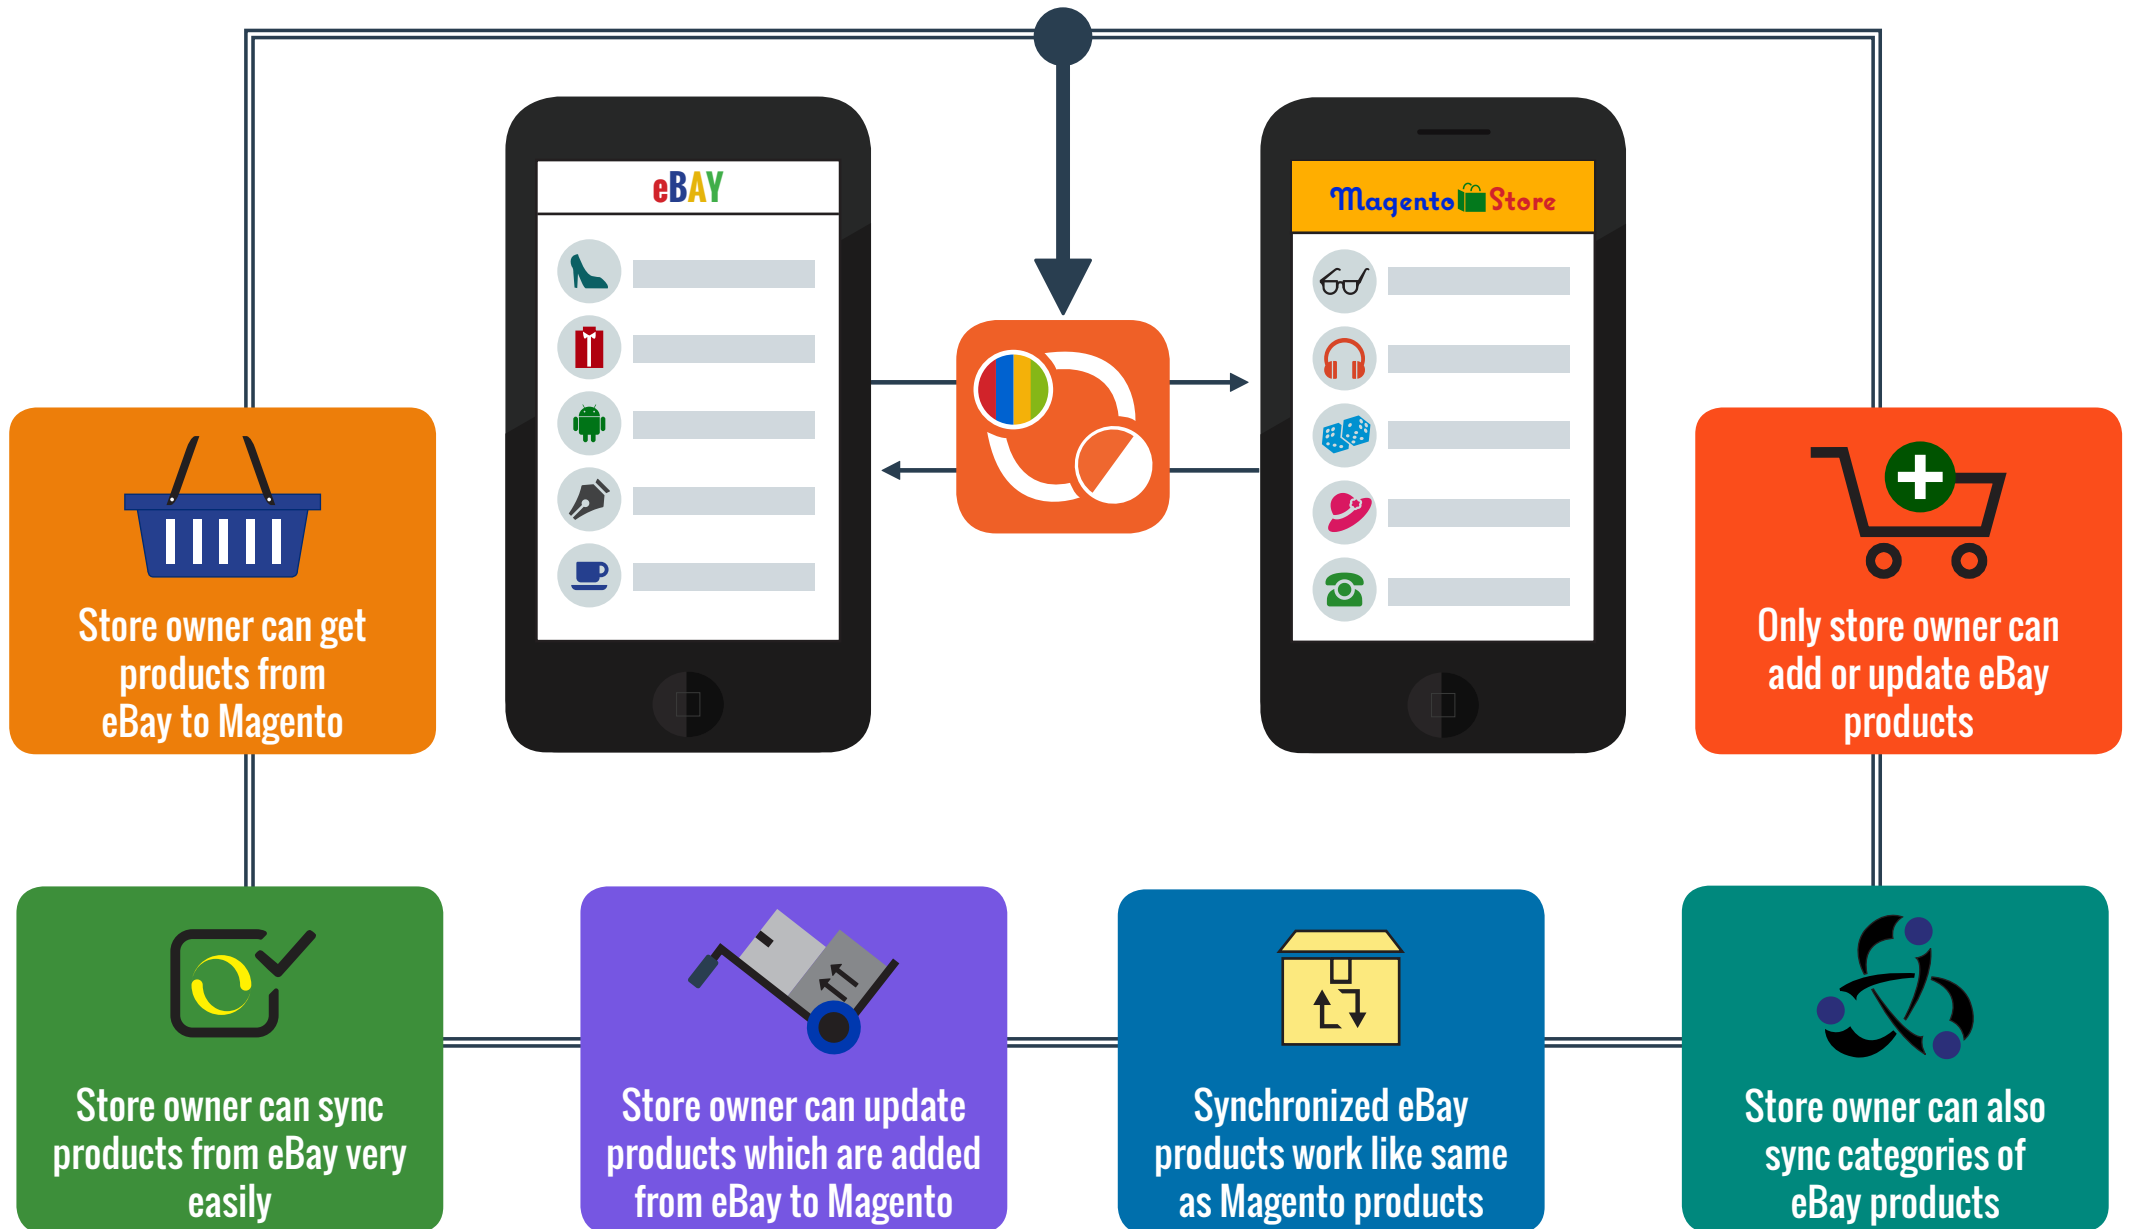 eBAY
Magento Store
Store owner can get
products from
eBay to Magento
Only store owner can
add or update eBay
products
Store owner can sync
products from eBay very
easily
Store owner can update
products which are added
from eBay to Magento
Synchronized eBay
products work like same
as Magento products
Store owner can also
sync categories of
eBay products